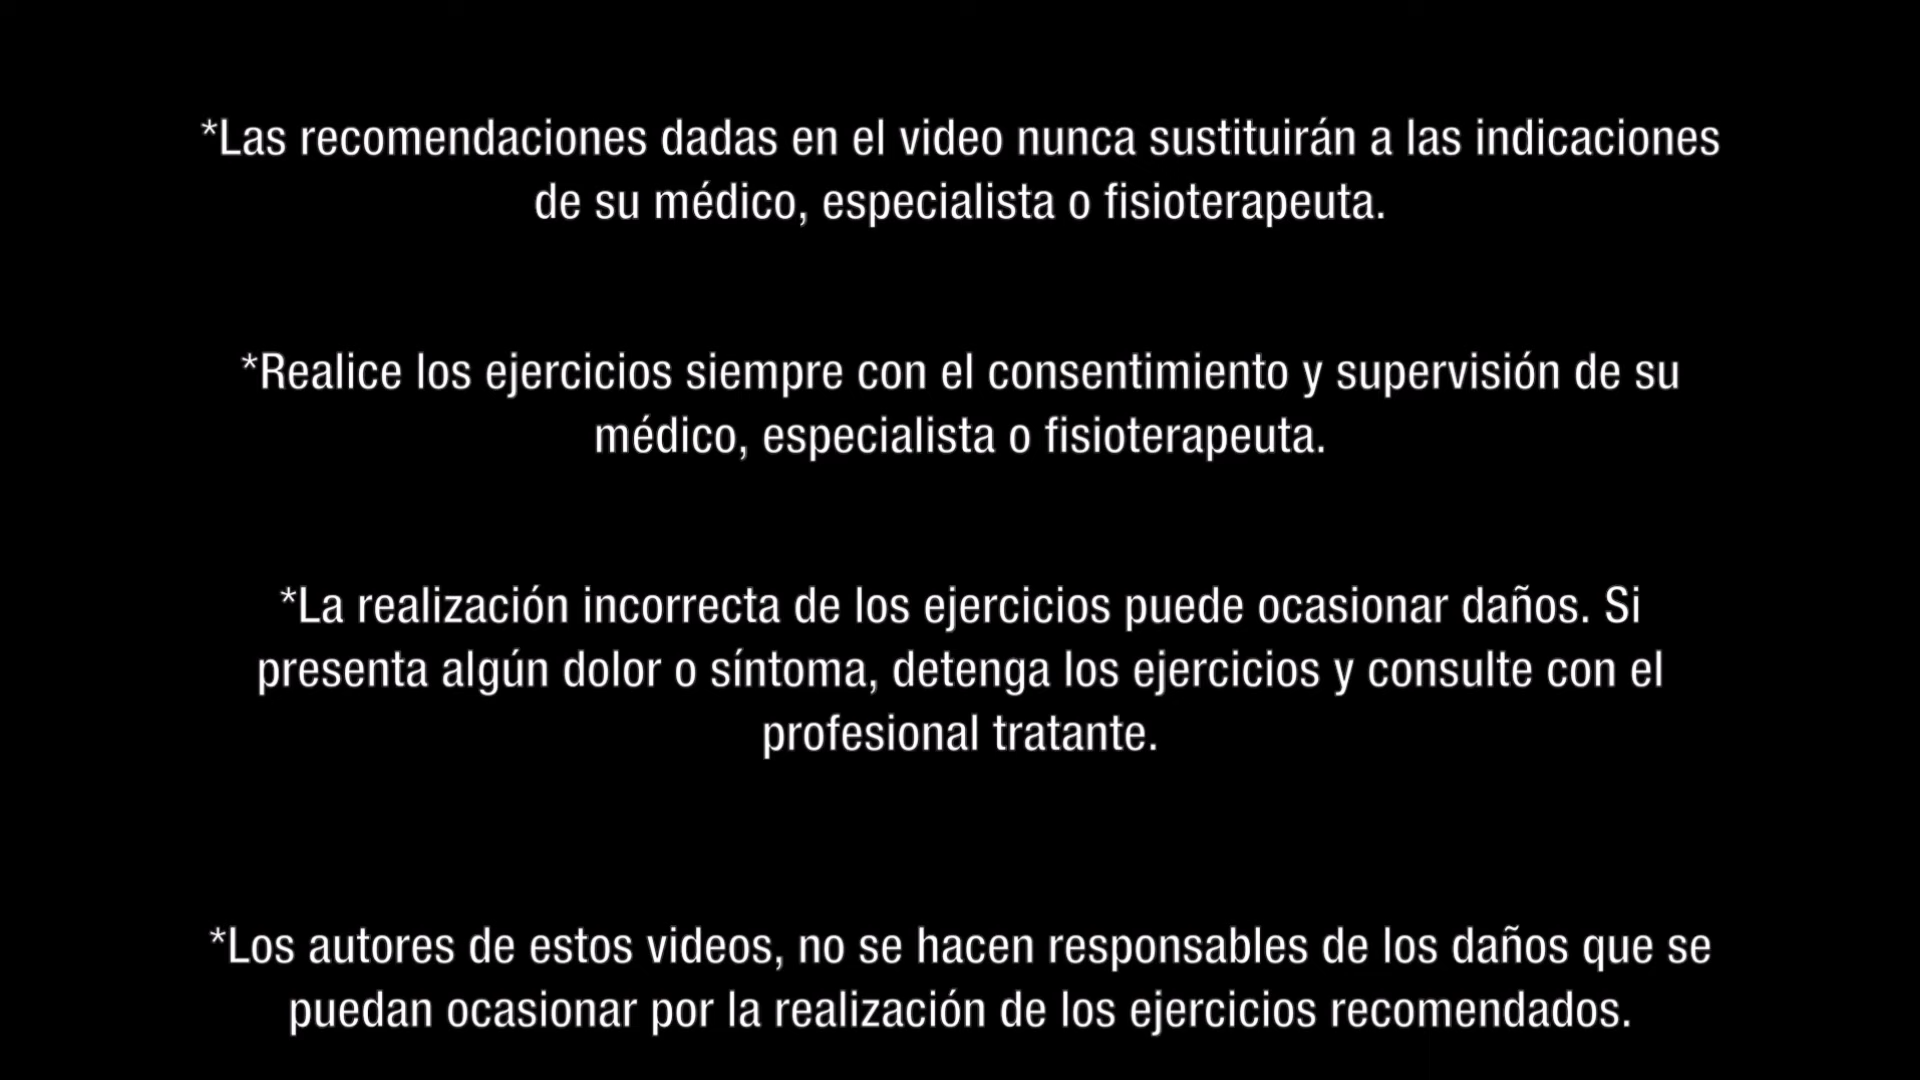 *Las recomendaciones dadas en el video nunca sustituirán a las indicaciones
de su médico, especialista o fisioterapeuta.
*Realice los ejercicios siempre con el consentimiento y supervisión de su
médico, especialista o fisioterapeuta.
*La realización incorrecta de los ejercicios puede ocasionar daños. Si
presenta algún dolor o síntoma, detenga los ejercicios y consulte con el
profesional tratante.
*Los autores de estos videos, no se hacen responsables de los daños que se
puedan ocasionar por la realización de los ejercicios recomendados.